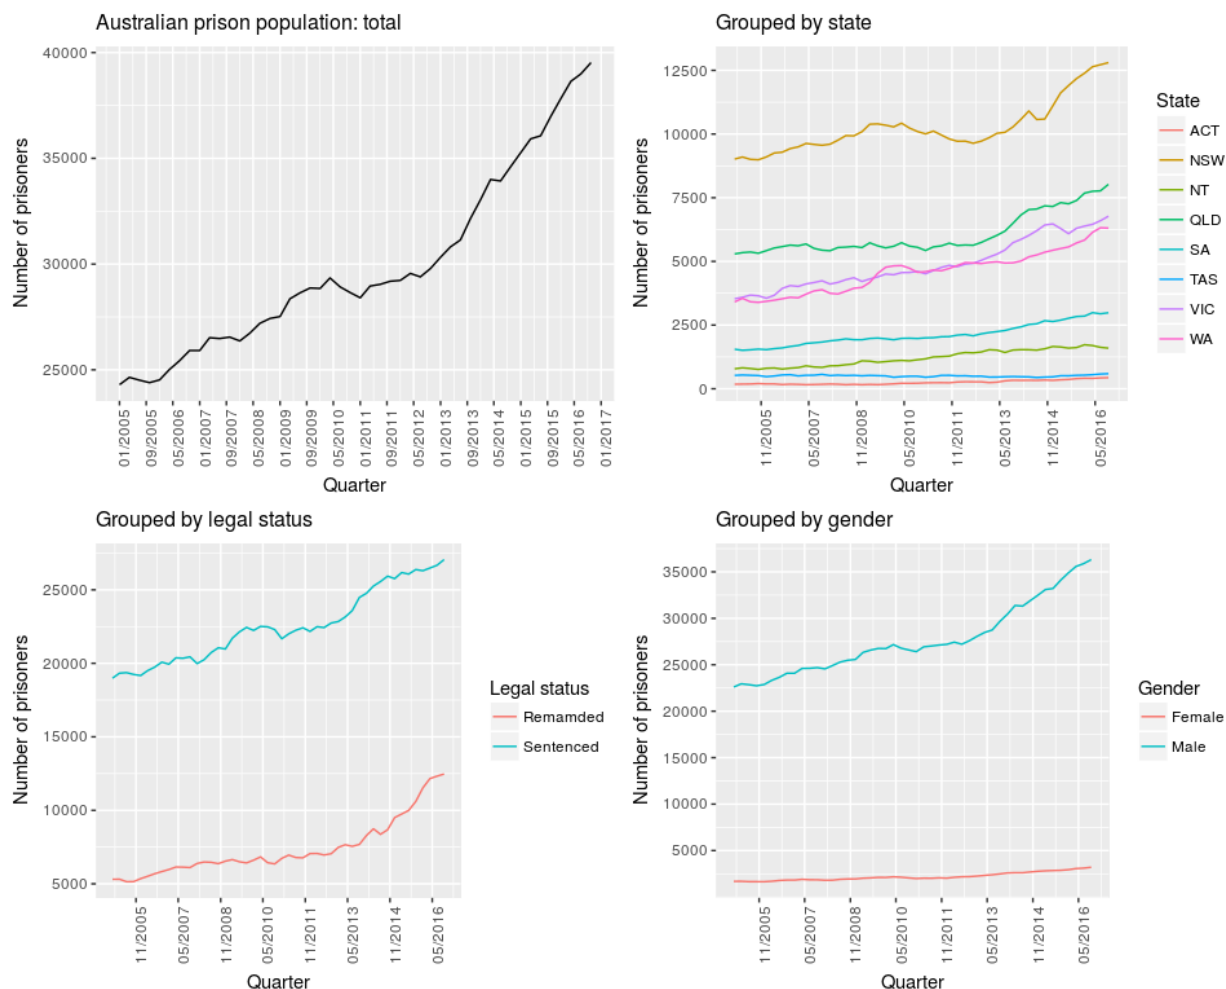 Australian prison population: total
Number of prisoners
40000
35000
30000
25000
01/2005
09/2005
05/2006
01/2007
09/2007
05/2008
01/2009
09/2009
05/2010
01/2011
09/2011
05/2012
01/2013
09/2013
05/2014
01/2015
09/2015
05/2016
01/2017
Quarter
Grouped by state
Number of prisoners
12500
10000
7500
5000
2500
0
11/2005
05/2007
11/2008
05/2010
11/2011
05/2013
11/2014
05/2016
Quarter
State
ACT
NSW
NT
QLD
SA
TAS
VIC
WA
Grouped by legal status
Number of prisoners
25000
20000
15000
10000
5000
11/2005
05/2007
11/2008
05/2010
11/2011
05/2013
11/2014
05/2016
Quarter
Legal status
Remamded
Sentenced
Grouped by gender
Number of prisoners
35000
30000
25000
20000
15000
10000
5000
11/2005
05/2007
11/2008
05/2010
11/2011
05/2013
11/2014
05/2016
Quarter
Gender
Female
Male